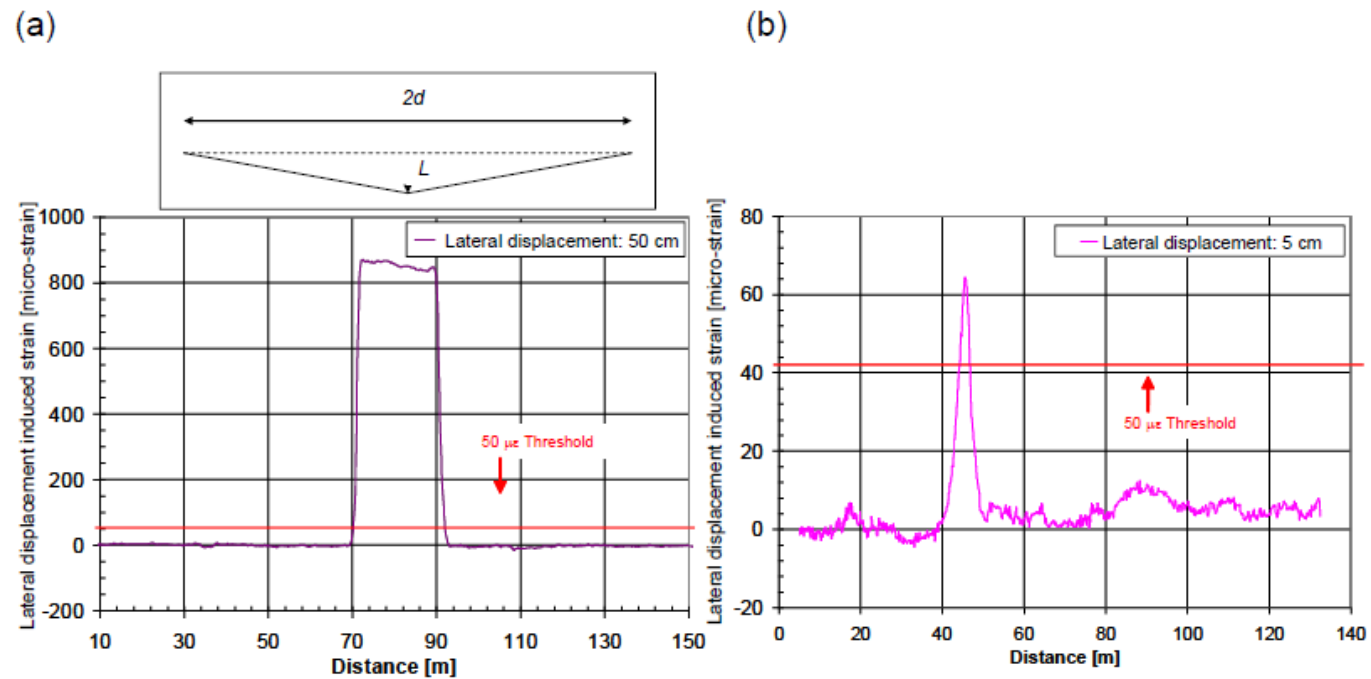 (a)
(b)
2d
L
Lateral displacement induced strain [micro-strain]
1000
800
600
400
200
0
-200
Lateral displacement: 50 cm
50 με Threshold
10 30 50 70 90 110 130 150
Distance [m]
Lateral displacement induced strain [micro-strain]
80
60
40
20
0
-20
Lateral displacement: 5 cm
50 με Threshold
0 20 40 60 80 100 120 140
Distance [m]